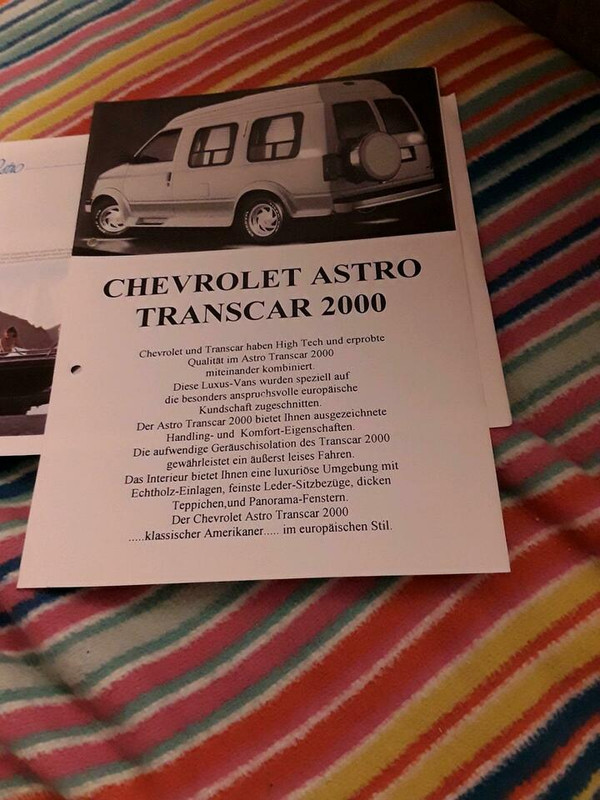 CHEVROLET ASTRO
TRANSCAR 2000
Chevrolet und Transcar haben High Tech und erprobte
Qualität im Astro Transcar 2000
miteinander kombiniert.
Diese Luxus-Vans wurden speziell auf
die besonders anspruchsvolle europäische
Kundschaft zugeschnitten.
Der Astro Transcar 2000 bietet Ihnen ausgezeichnete
Handling- und Komfort-Eigenschaften.
Die aufwendige Geräuschisolation des Transcar 2000
gewährleistet ein äußerst leises Fahren.
Das Interieur bietet Ihnen eine luxuriöse Umgebung mit
Echtholz-Einlagen, feinste Leder-Sitzbezüge, dicken
Teppichen,und Panorama-Fenstern.
Der Chevrolet Astro Transcar 2000
.....klassischer Amerikaner..... im europäischen Stil.